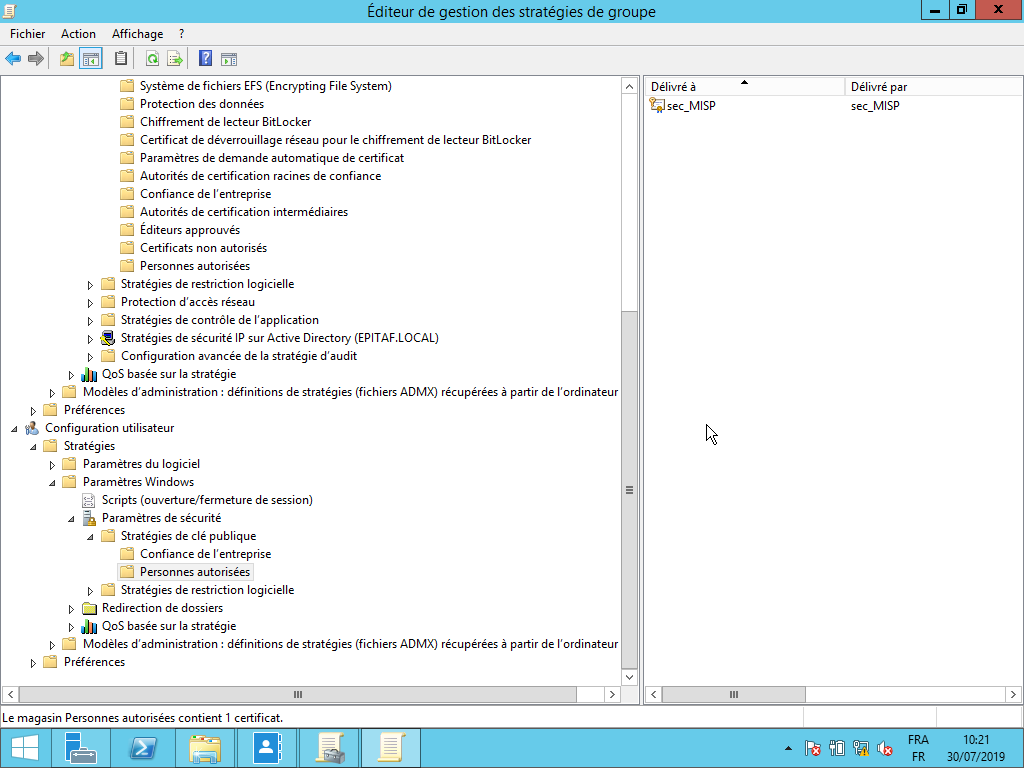 Éditeur de gestion des stratégies de groupe
Fichier Action Affichage ?
Système de fichiers EFS (Encrypting File System)
Protection des données
Chiffrement de lecteur BitLocker
Certificat de déverrouillage réseau pour le chiffrement de lecteur BitLocker
Paramètres de demande automatique de certificat
Autorités de certification racines de confiance
Confiance de l'entreprise
Autorités de certification intermédiaires
Éditeurs approuvés
Certificats non autorisés
Personnes autorisées
Stratégies de restriction logicielle
Protection d'accès réseau
Stratégies de contrôle de l'application
Stratégies de sécurité IP sur Active Directory (EPITAF.LOCAL)
Configuration avancée de la stratégie d'audit
QoS basée sur la stratégie
Modèles d'administration : définitions de stratégies (fichiers ADMX) récupérées à partir de l'ordinateur
Préférences
Configuration utilisateur
Stratégies
Paramètres du logiciel
Paramètres Windows
Scripts (ouverture/fermeture de session)
Paramètres de sécurité
Stratégies de clé publique
Confiance de l'entreprise
Personnes autorisées
Stratégies de restriction logicielle
Redirection de dossiers
QoS basée sur la stratégie
Modèles d'administration : définitions de stratégies (fichiers ADMX) récupérées à partir de l'ordinateur
Préférences
Délivré à Délivré par
sec_MISP sec_MISP
Le magasin Personnes autorisées contient 1 certificat.
FRA
FR
10:21
30/07/2019